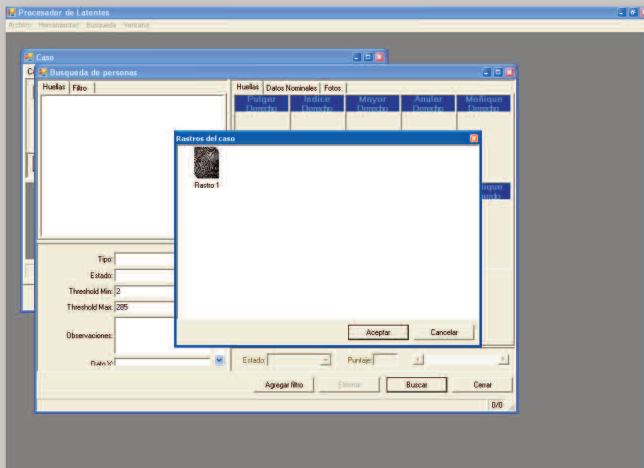 Procesador de Latentes
Archivo Herramientas Busqueda Ventana
Caso
Busqueda de personas
Huellas Filtro
Huellas Datos Nominales Fotos
Pulgar Derecho
Indice Derecho
Mayor Derecho
Anular Derecho
Meñique Derecho
Rastros del caso
Rastro 1
Aceptar Cancelar
Tipo:
Estado:
Threshold Min: 2
Threshold Max: 285
Observaciones:
Dato X:
Estado: Puntaje:
Agregar filtro Eliminar Buscar Cerrar
0/0